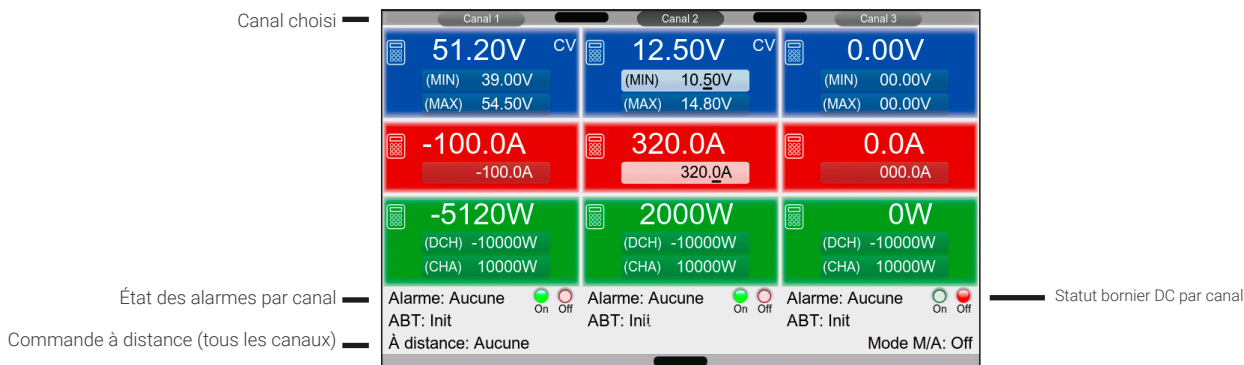 Canal choisi
Canal 1 Canal 2 Canal 3
51.20V CV 12.50V CV 0.00V
(MIN) 39.00V (MIN) 10.50V (MIN) 00.00V
(MAX) 54.50V (MAX) 14.80V (MAX) 00.00V
-100.0A 320.0A 0.0A
-100.0A 320.0A 000.0A
-5120W 2000W 0W
(DCH) -10000W (DCH) -10000W (DCH) -10000W
(CHA) 10000W (CHA) 10000W (CHA) 10000W
État des alarmes par canal
Alarme: Aucune On Off Alarme: Aucune On Off Alarme: Aucune On Off
Statut bornier DC par canal
ABT: Init ABT: Init ABT: Init
Commande à distance (tous les canaux)
À distance: Aucune Mode M/A: Off